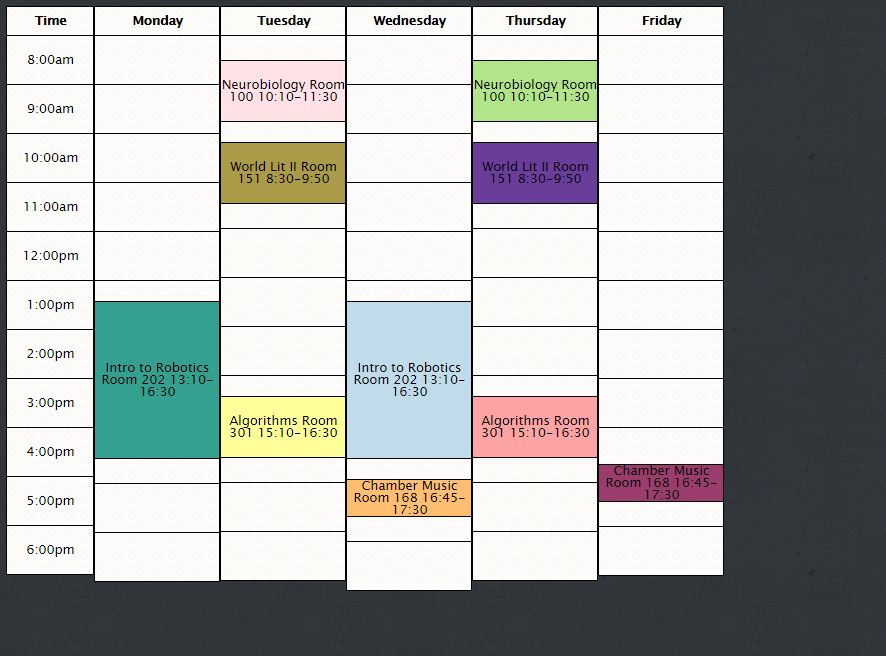 Time Monday Tuesday Wednesday Thursday Friday
8:00am
Neurobiology Room
100 10:10-11:30
Neurobiology Room
100 10:10-11:30
9:00am
10:00am
World Lit II Room
151 8:30-9:50
World Lit II Room
151 8:30-9:50
11:00am
12:00pm
1:00pm
2:00pm
Intro to Robotics
Room 202 13:10-
16:30
Intro to Robotics
Room 202 13:10-
16:30
3:00pm
Algorithms Room
301 15:10-16:30
Algorithms Room
301 15:10-16:30
4:00pm
Chamber Music
Room 168 16:45-
17:30
Chamber Music
Room 168 16:45-
17:30
5:00pm
6:00pm